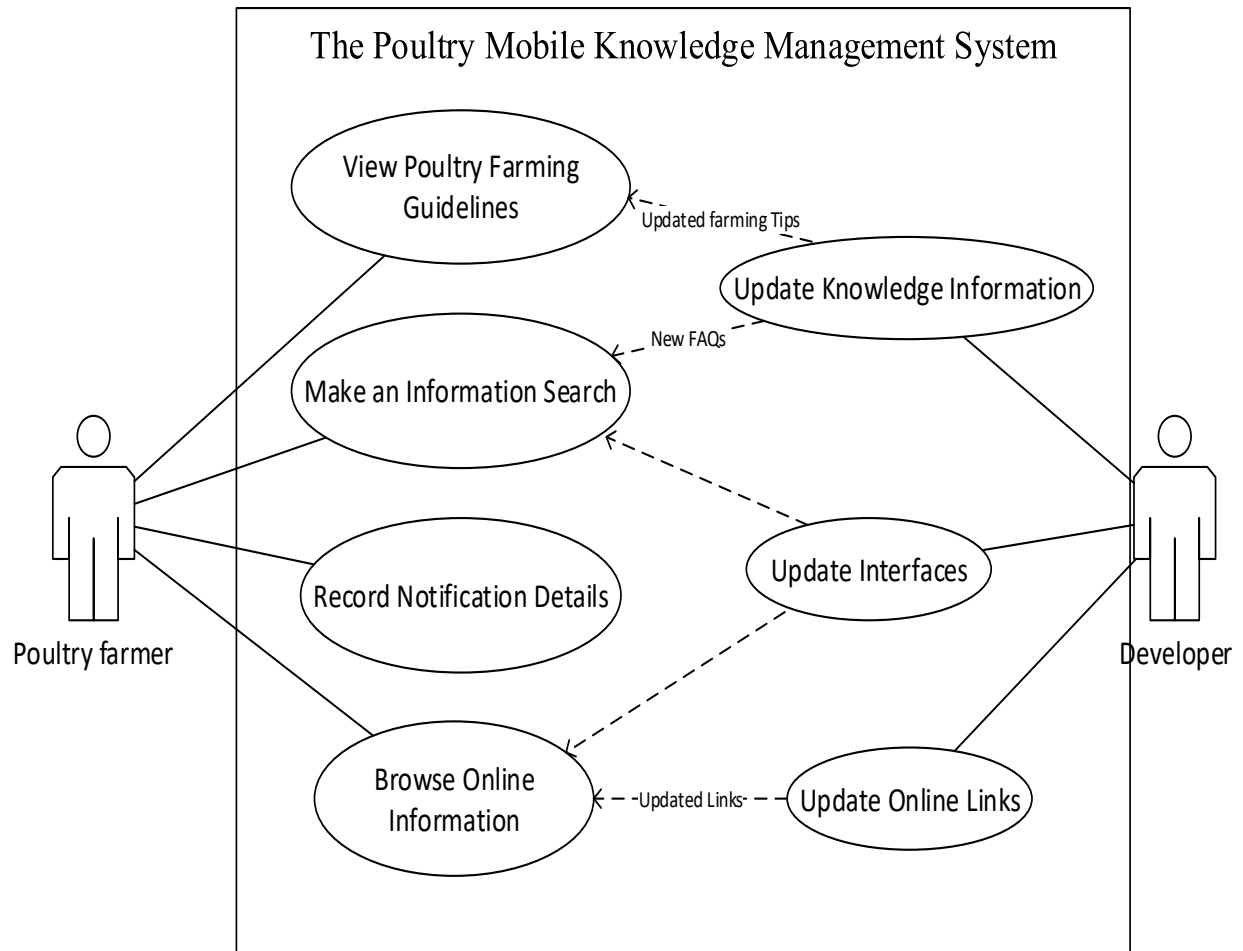 The Poultry Mobile Knowledge Management System
View Poultry Farming
Guidelines
Updated farming Tips
Update Knowledge Information
New FAQs
Make an Information Search
Update Interfaces
Record Notification Details
Poultry farmer
Developer
Browse Online
Information
Updated Links
Update Online Links